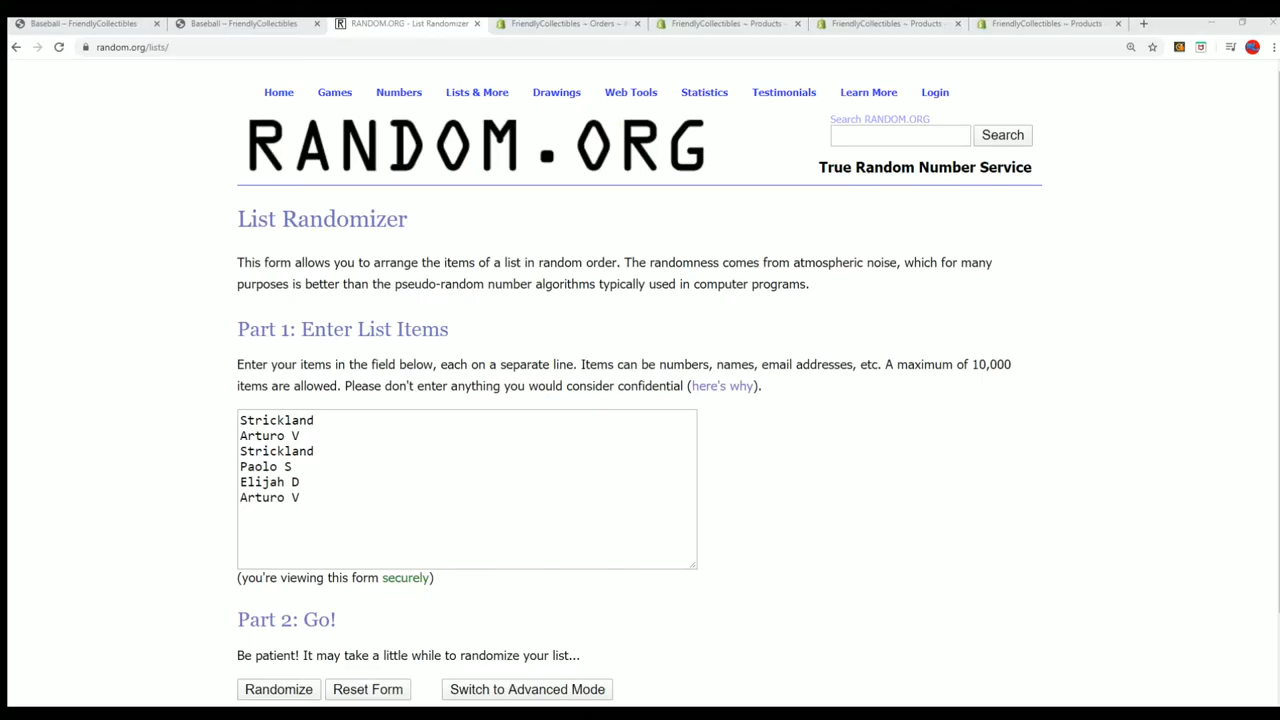 Baseball – FriendlyCollectibles
Baseball – FriendlyCollectibles
RANDOM.ORG - List Randomizer
FriendlyCollectibles ~ Orders ~
FriendlyCollectibles ~ Products
FriendlyCollectibles ~ Products
FriendlyCollectibles ~ Products
random.org/lists/
Home Games Numbers Lists & More Drawings Web Tools Statistics Testimonials Learn More Login
Search RANDOM.ORG
RANDOM.ORG
Search
True Random Number Service
List Randomizer
This form allows you to arrange the items of a list in random order. The randomness comes from atmospheric noise, which for many
purposes is better than the pseudo-random number algorithms typically used in computer programs.
Part 1: Enter List Items
Enter your items in the field below, each on a separate line. Items can be numbers, names, email addresses, etc. A maximum of 10,000
items are allowed. Please don't enter anything you would consider confidential (here's why).
Strickland
Arturo V
Strickland
Paolo S
Elijah D
Arturo V
(you're viewing this form securely)
Part 2: Go!
Be patient! It may take a little while to randomize your list...
Randomize Reset Form Switch to Advanced Mode